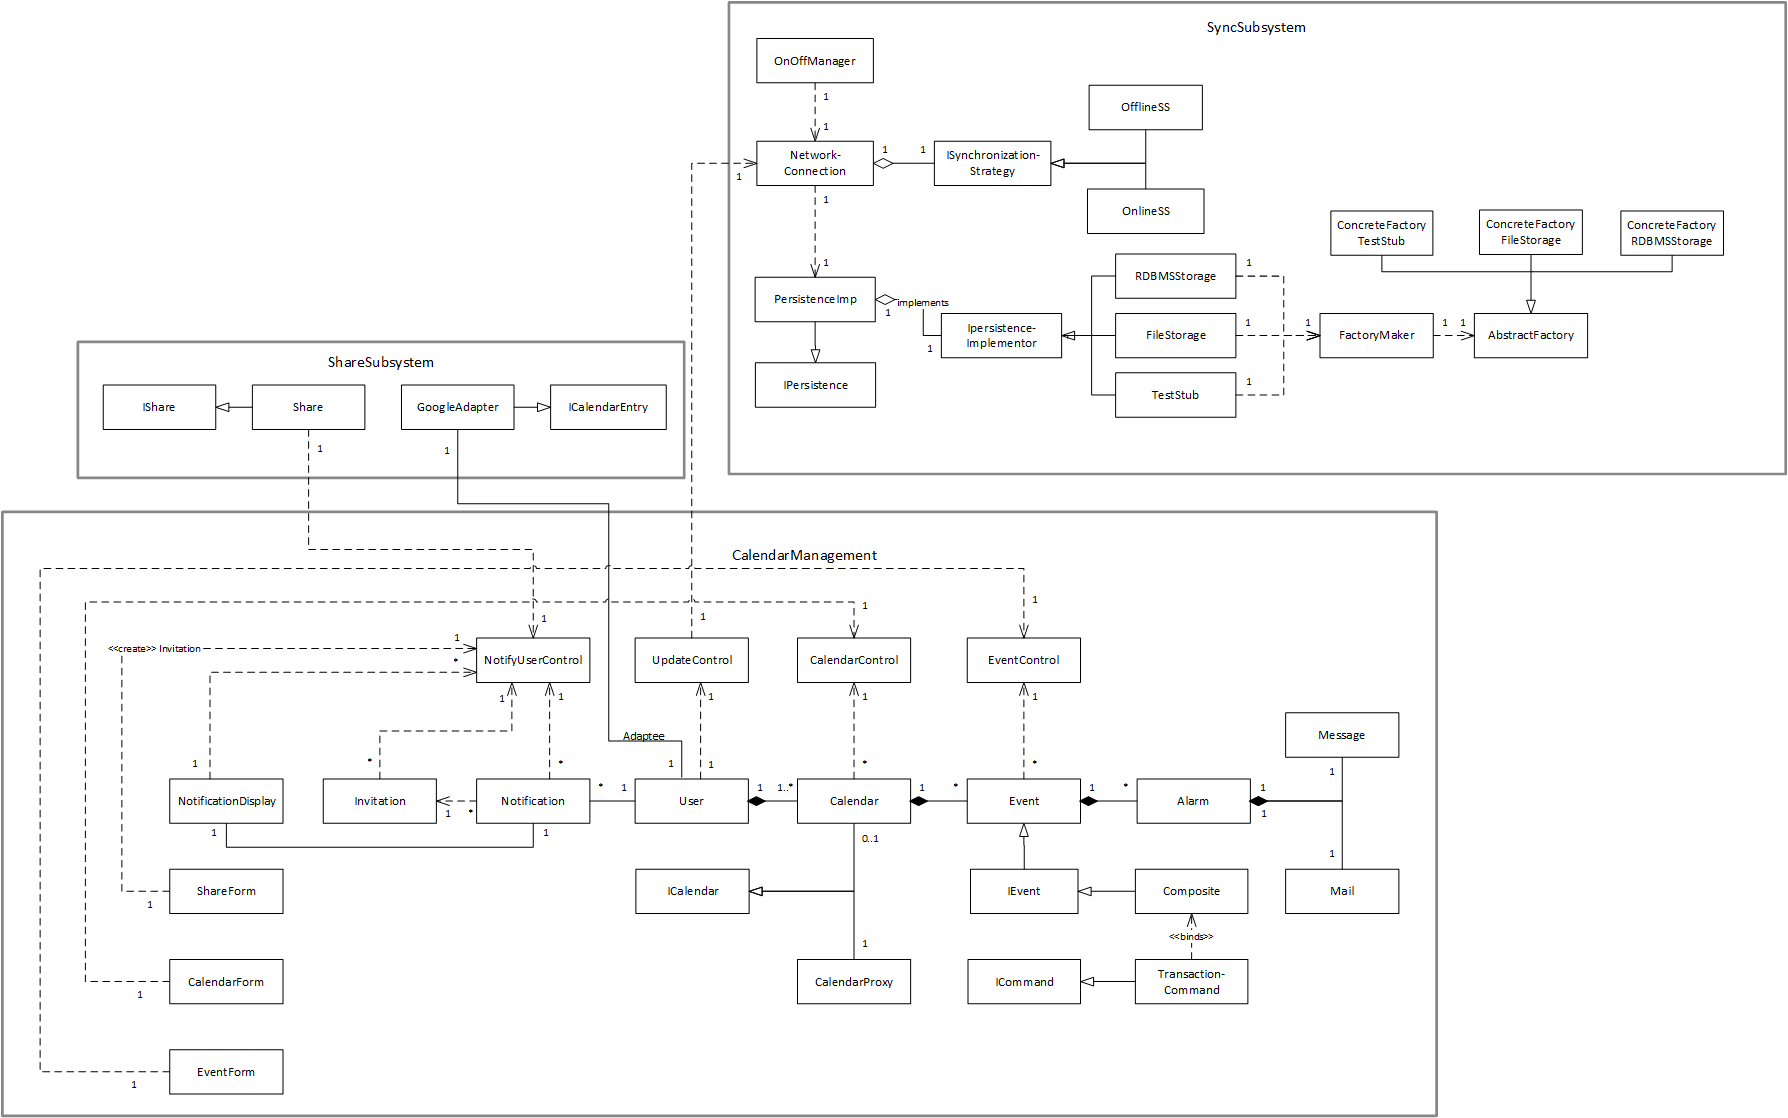 SyncSubsystem
OnOffManager
1
1
OfflineSS
Network-
Connection
1
1
1
ISynchronization-
Strategy
1
OnlineSS
1
PersistenceImp
implements
1
1
Ipersistence-
Implementor
IPersistence
RDBMSStorage
1
FileStorage
1
TestStub
1
1
FactoryMaker
1
1
AbstractFactory
ConcreteFactory
TestStub
ConcreteFactory
FileStorage
ConcreteFactory
RDBMSStorage
ShareSubsystem
IShare
Share
1
GoogleAdapter
1
ICalendarEntry
CalendarManagement
1
1
1
1
<<create>> Invitation
1
*
NotifyUserControl
UpdateControl
CalendarControl
EventControl
1
1
1
1
1
Adaptee
Message
1
1
*
*
1
1
*
*
NotificationDisplay
Invitation
1
*
Notification
*
1
User
1
1..*
Calendar
1
*
Event
1
*
Alarm
1
1
1
1
0..1
1
ShareForm
1
ICalendar
IEvent
Composite
Mail
<<binds>>
1
CalendarForm
1
CalendarProxy
ICommand
Transaction-
Command
EventForm
1